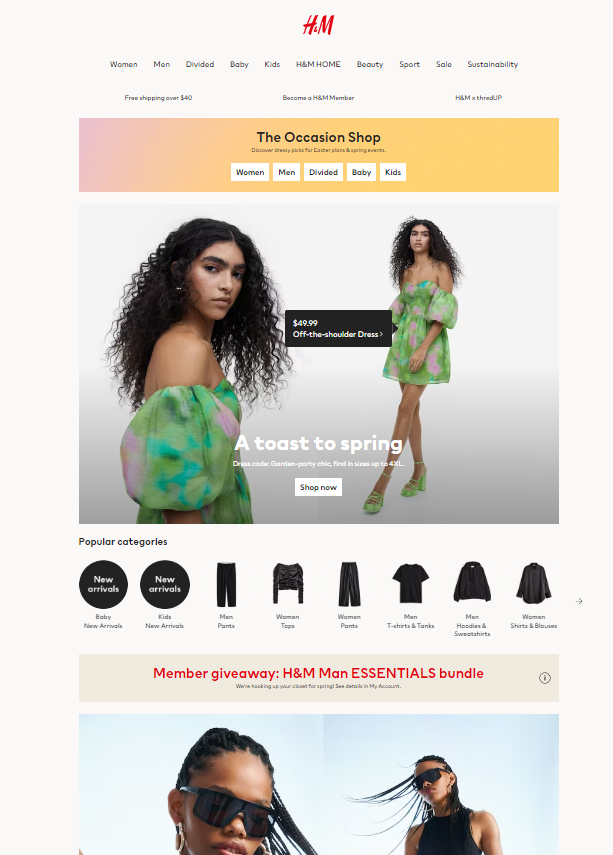 H&M
Women Men Divided Baby Kids H&M HOME Beauty Sport Sale Sustainability
Free shipping over $40 Become a H&M Member H&M x thredUP
The Occasion Shop
Discover dressy picks for Easter plans & spring events.
Women Men Divided Baby Kids
$49.99
Off-the-shoulder Dress
A toast to spring
Dress code: Garden-party chic, find in sizes up to 4XL.
Shop now
Popular categories
New arrivals
New arrivals
Baby
New Arrivals
Kids
New Arrivals
Men
Pants
Women
Tops
Women
Pants
Men
T-shirts & Tanks
Men
Hoodies &
Sweatshirts
Women
Shirts & Blouses
Member giveaway: H&M Man ESSENTIALS bundle
We're hooking up your closet for spring! See details in My Account.